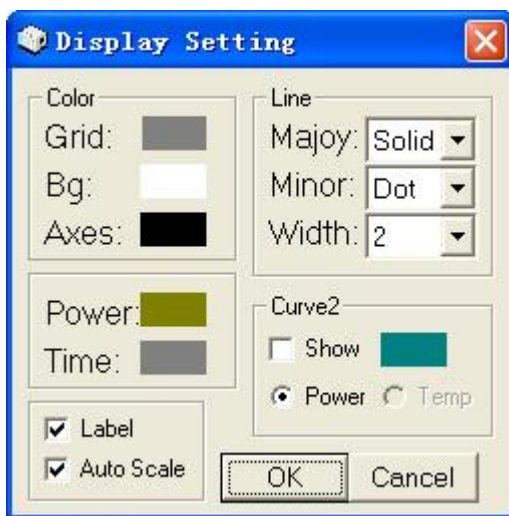 Display Setting
Color
Grid:
Bg:
Axes:
Line
Majoy: Solid
Minor: Dot
Width: 2
Power:
Time:
Curve2
Show
Power Temp
Label
Auto Scale
OK Cancel